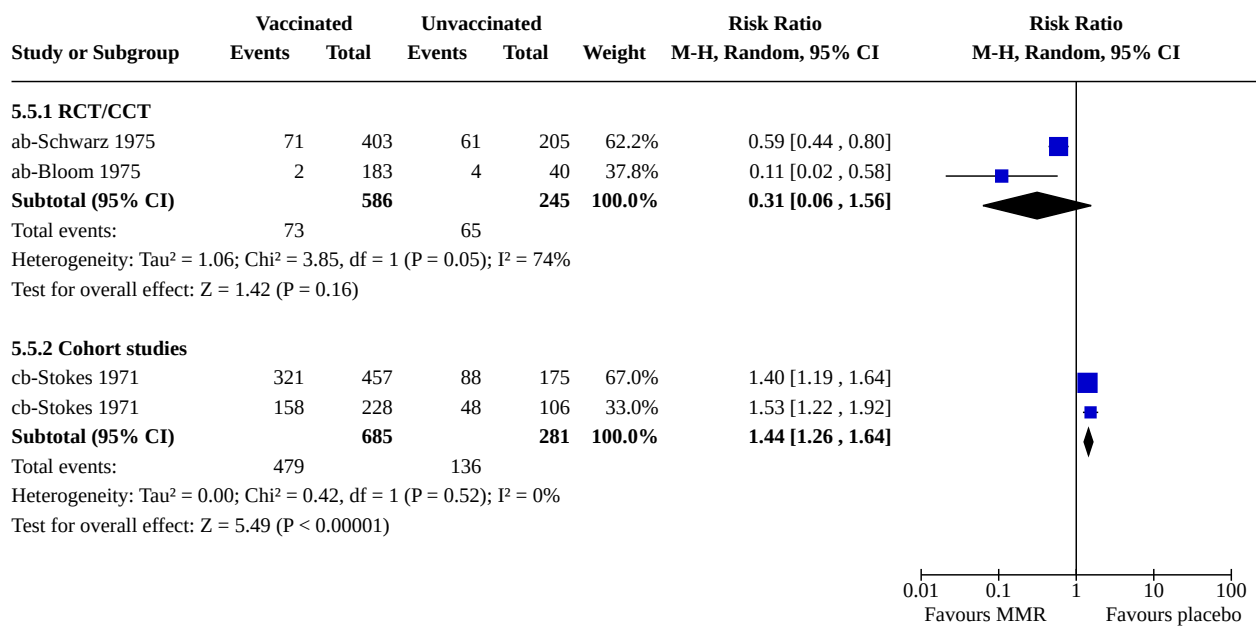 Vaccinated Unvaccinated Risk Ratio Risk Ratio
Study or Subgroup Events Total Events Total Weight M-H, Random, 95% CI M-H, Random, 95% CI
5.5.1 RCT/CCT
ab-Schwarz 1975 71 403 61 205 62.2% 0.59 [0.44 , 0.80]
ab-Bloom 1975 2 183 4 40 37.8% 0.11 [0.02 , 0.58]
Subtotal (95% CI) 586 245 100.0% 0.31 [0.06 , 1.56]
Total events: 73 65
Heterogeneity: Tau² = 1.06; Chi² = 3.85, df = 1 (P = 0.05); I² = 74%
Test for overall effect: Z = 1.42 (P = 0.16)
5.5.2 Cohort studies
cb-Stokes 1971 321 457 88 175 67.0% 1.40 [1.19 , 1.64]
cb-Stokes 1971 158 228 48 106 33.0% 1.53 [1.22 , 1.92]
Subtotal (95% CI) 685 281 100.0% 1.44 [1.26 , 1.64]
Total events: 479 136
Heterogeneity: Tau² = 0.00; Chi² = 0.42, df = 1 (P = 0.52); I² = 0%
Test for overall effect: Z = 5.49 (P < 0.00001)
0.01 0.1 1 10 100
Favours MMR Favours placebo